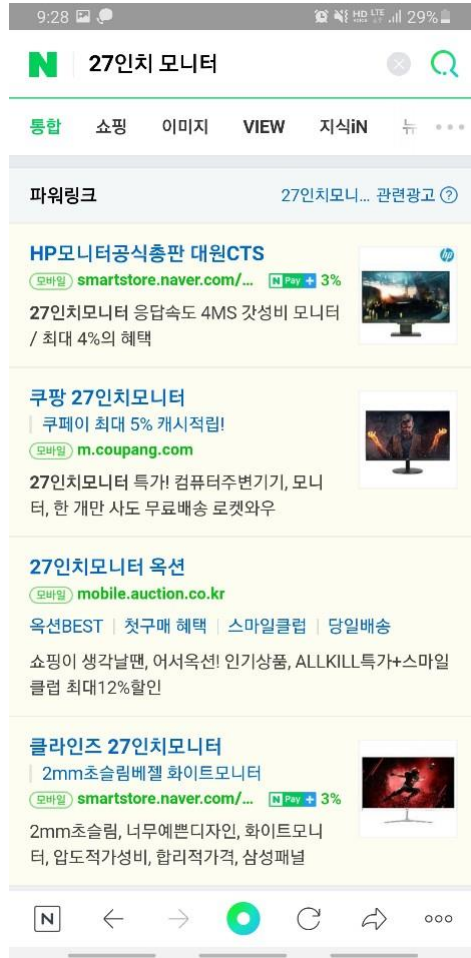 9:28
HD LTE 29%
N 27인치 모니터
통합 쇼핑 이미지 VIEW 지식iN 뉴
파워링크 27인치모니... 관련광고 ?
HP모니터공식총판 대원CTS
모바일 smartstore.naver.com/... N Pay + 3%
27인치모니터 응답속도 4MS 갓성비 모니터
/ 최대 4%의 혜택
hp
쿠팡 27인치모니터
쿠페이 최대 5% 캐시적립!
모바일 m.coupang.com
27인치모니터 특가! 컴퓨터주변기기, 모니
터, 한 개만 사도 무료배송 로켓와우
27인치모니터 옥션
모바일 mobile.auction.co.kr
옥션BEST | 첫구매 혜택 | 스마일클럽 | 당일배송
쇼핑이 생각날땐, 어서옥션! 인기상품, ALLKILL특가+스마일
클럽 최대12%할인
클라인즈 27인치모니터
2mm초슬림베젤 화이트모니터
모바일 smartstore.naver.com/... N Pay + 3%
2mm초슬림, 너무예쁜디자인, 화이트모니
터, 압도적가성비, 합리적가격, 삼성패널
N